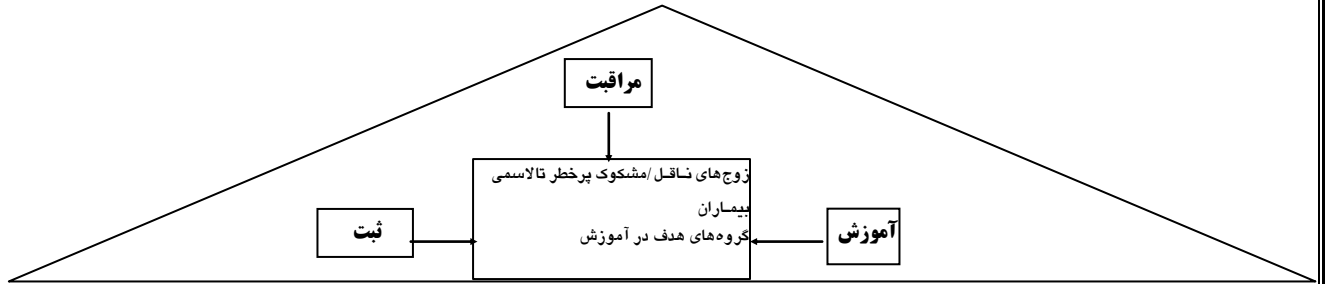 مراقبت
زوج‌های ناقل/مشکوک پرخطر تالاسمی
بیماران
گروه‌های هدف در آموزش
آموزش
ثبت